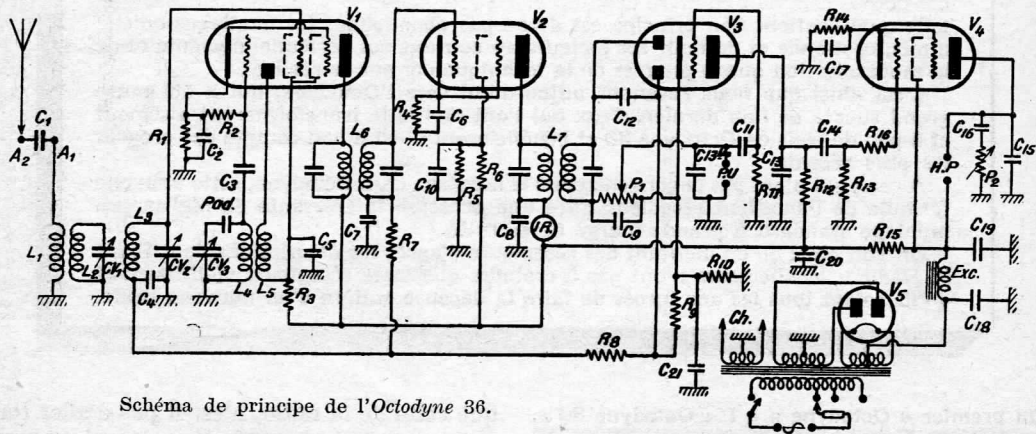 V1
V2
V3
R14
V4
C17
R1
R2
C2
C3
R4
C6
C12
C1
A2
A1
L6
C10
R5
R6
L7
C13
P.U
C11
C13
R11
P1
C14
R16
R12
R13
C16
P2
C15
H.P
L1
L2
CV1
L3
CV2
Pad.
CV3
C4
L4
L5
C5
R3
C7
R7
C8
I.R.
C9
C20
R15
C19
Exc.
R10
R9
Ch.
V5
C18
R8
C21
Schéma de principe de l'Octodyne 36.